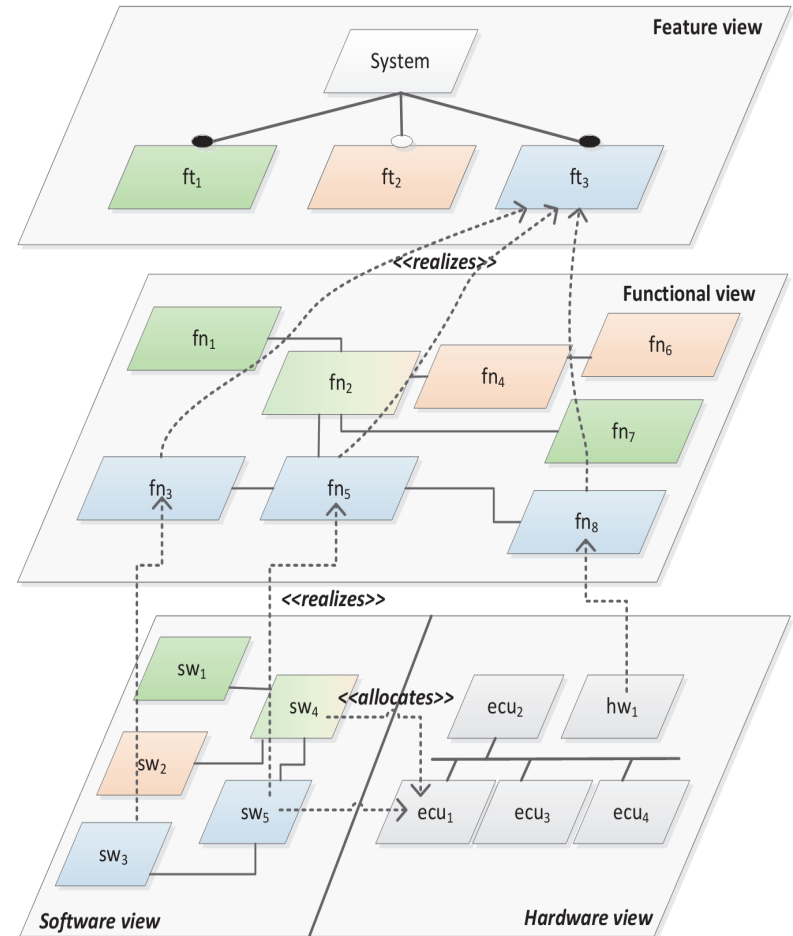 Feature view
System
ft1
ft2
ft3
<<realizes>>
Functional view
fn1
fn2
fn4
fn6
fn7
fn3
fn5
fn8
<<realizes>>
sw1
sw4
<<allocates>>
ecu2
hw1
sw2
sw5
ecu1
ecu3
ecu4
sw3
Software view
Hardware view